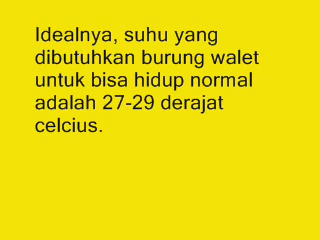 Idealnya, suhu yang
dibutuhkan burung walet
untuk bisa hidup normal
adalah 27-29 derajat
celcius.